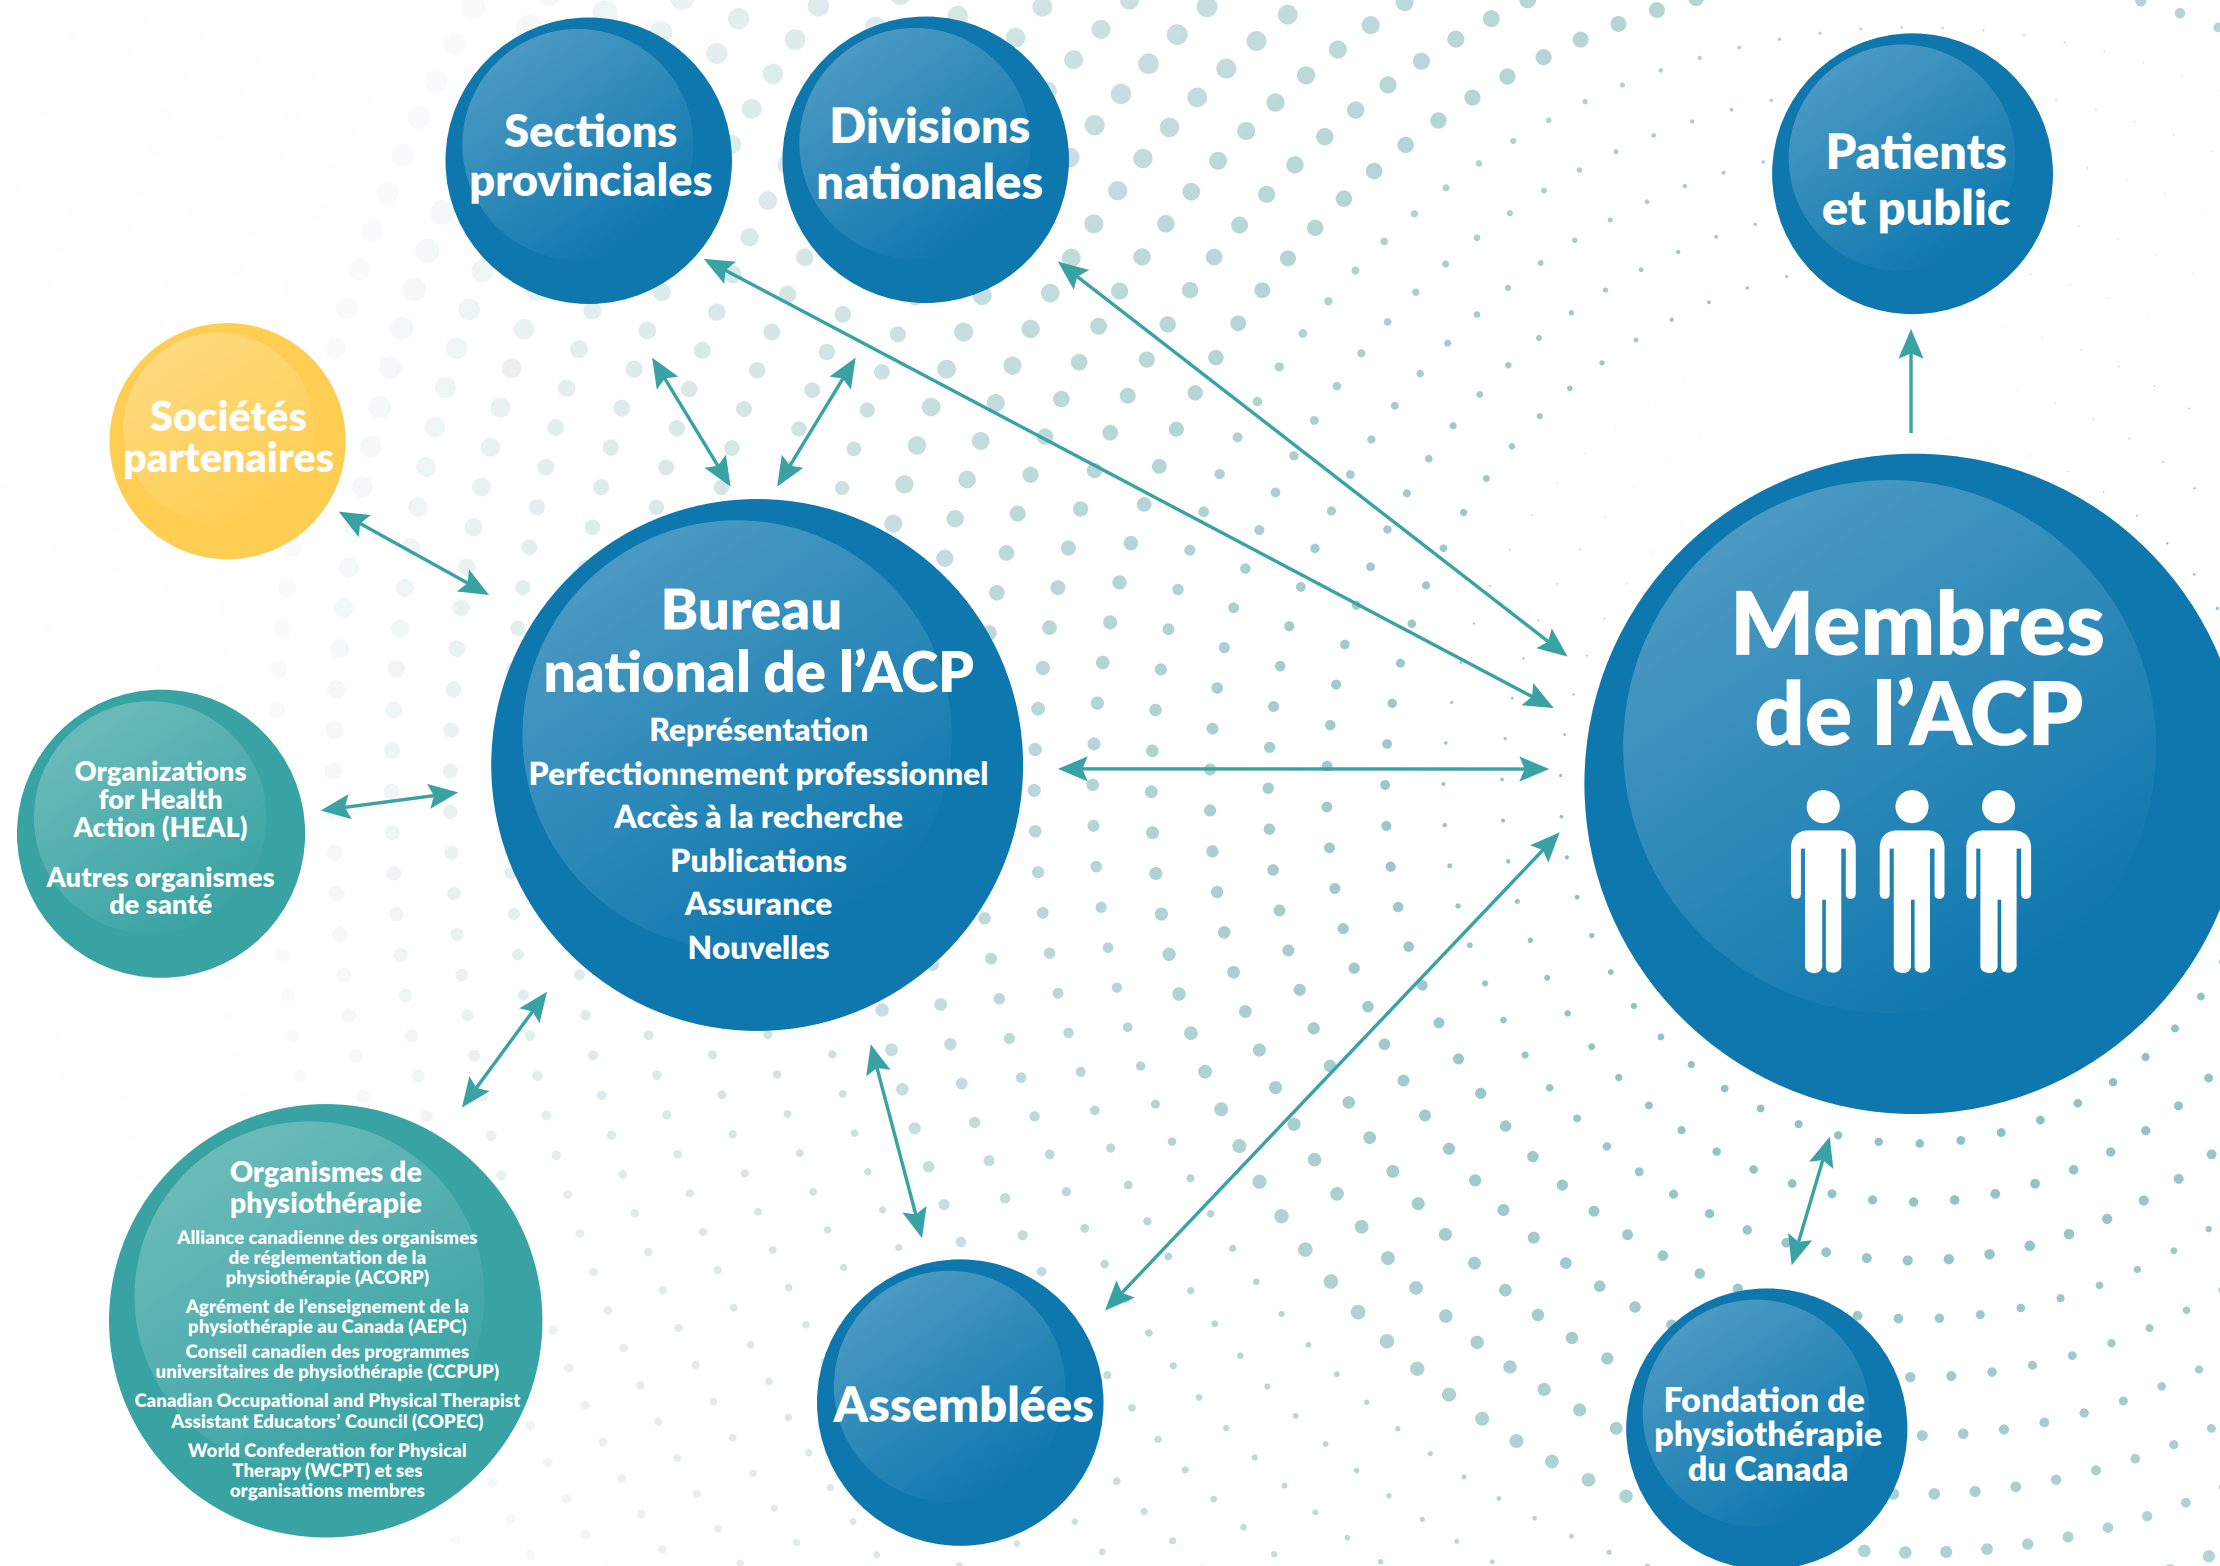 Sections
provinciales
Divisions
nationales
Patients
et public
Sociétés
partenaires
Bureau
national de l'ACP
Représentation
Perfectionnement professionnel
Accès à la recherche
Publications
Assurance
Nouvelles
Membres
de l'ACP
Organizations
for Health
Action (HEAL)
Autres organismes
de santé
Organismes de
physiothérapie
Alliance canadienne des organismes
de réglementation de la
physiothérapie (ACORP)
Agrément de l'enseignement de la
physiothérapie au Canada (AEPC)
Conseil canadien des programmes
universitaires de physiothérapie (CCPUP)
Canadian Occupational and Physical Therapist
Assistant Educators' Council (COPEC)
World Confederation for Physical
Therapy (WCPT) et ses
organisations membres
Assemblées
Fondation de
physiothérapie
du Canada